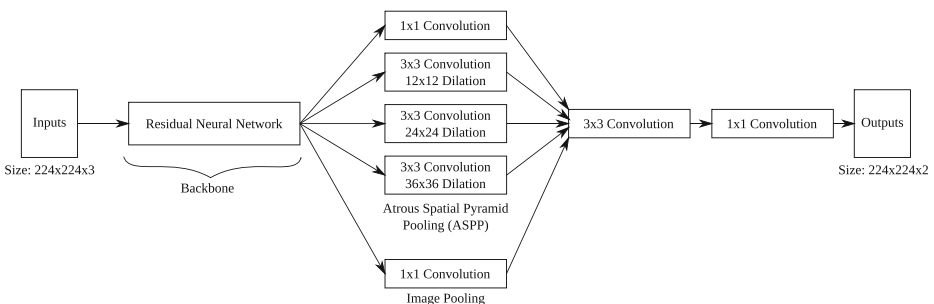 Inputs
Size: 224x224x3
Residual Neural Network
Backbone
1x1 Convolution
3x3 Convolution
12x12 Dilation
3x3 Convolution
24x24 Dilation
3x3 Convolution
36x36 Dilation
Atrous Spatial Pyramid
Pooling (ASPP)
1x1 Convolution
Image Pooling
3x3 Convolution
1x1 Convolution
Outputs
Size: 224x224x2